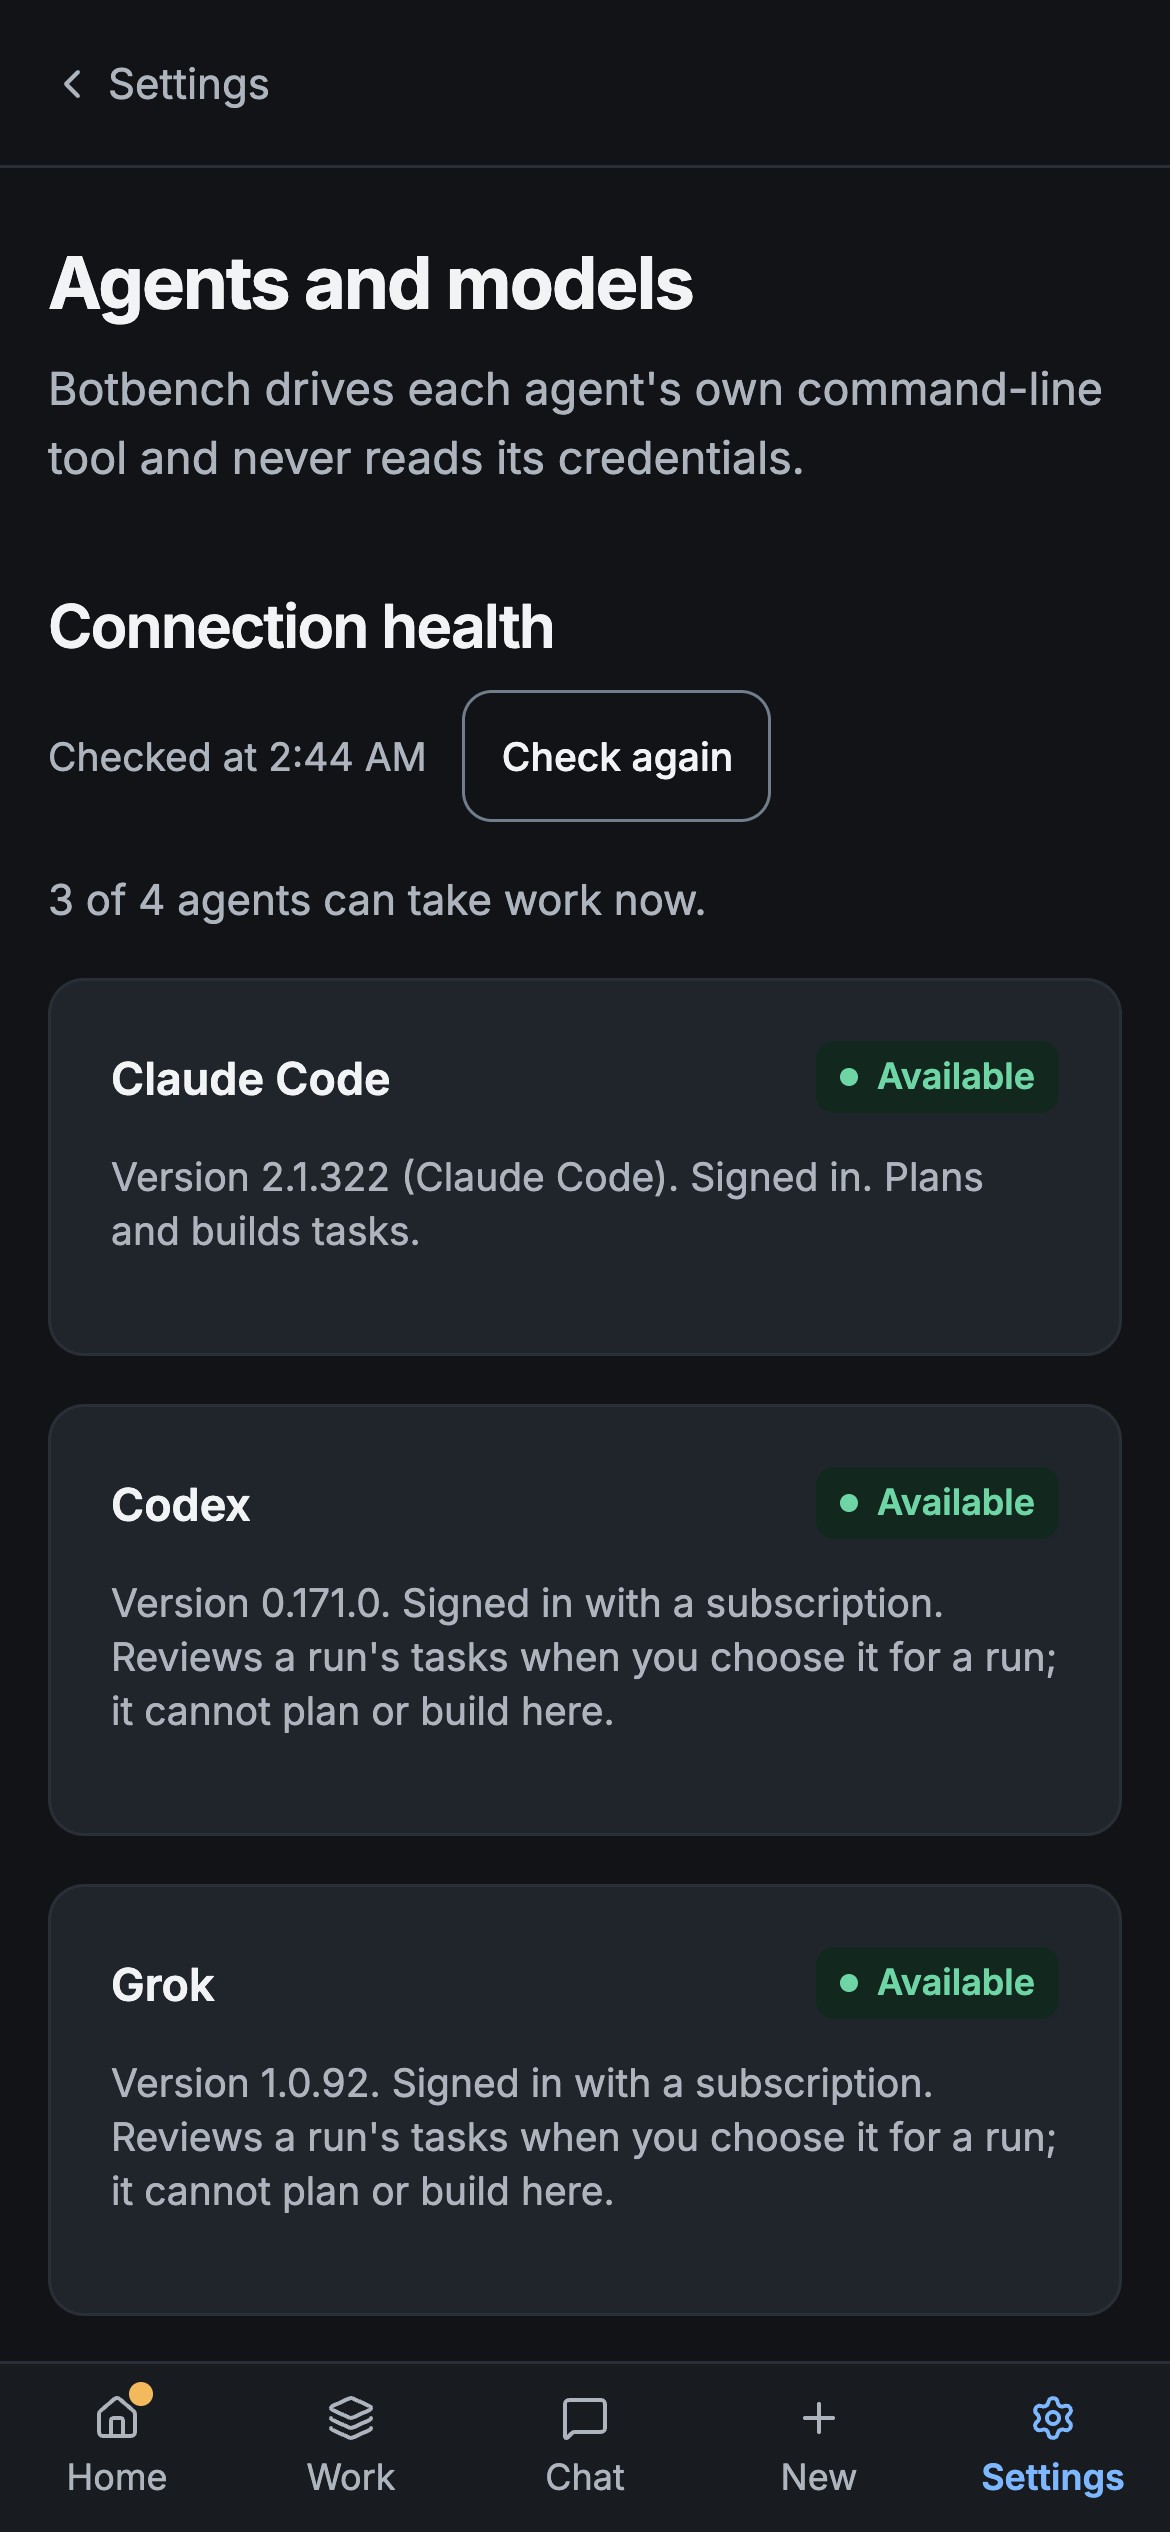 Settings
Agents and models
Botbench drives each agent's own command-line
tool and never reads its credentials.
Connection health
Checked at 2:44 AM
Check again
3 of 4 agents can take work now.
Claude Code
Available
Version 2.1.322 (Claude Code). Signed in. Plans
and builds tasks.
Codex
Available
Version 0.171.0. Signed in with a subscription.
Reviews a run's tasks when you choose it for a run;
it cannot plan or build here.
Grok
Available
Version 1.0.92. Signed in with a subscription.
Reviews a run's tasks when you choose it for a run;
it cannot plan or build here.
Home
Work
Chat
New
Settings